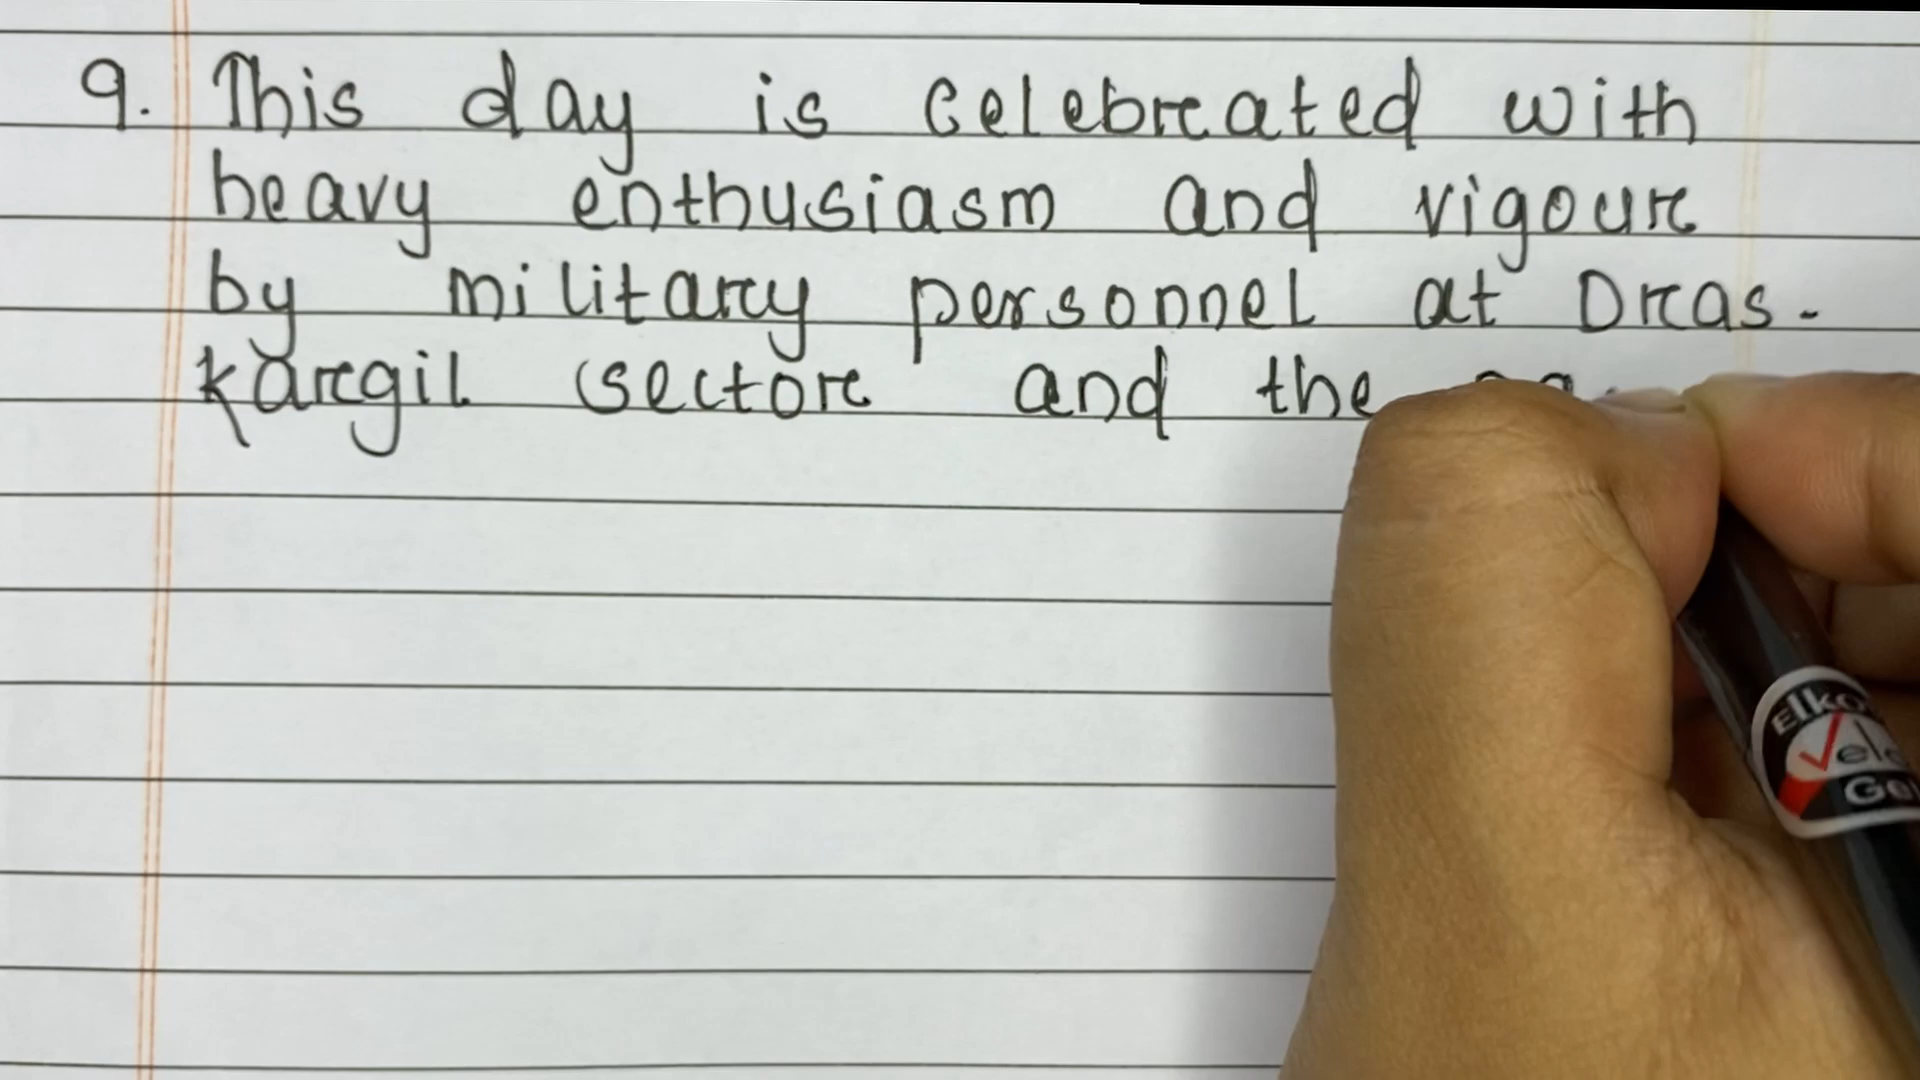 9. This day is celebrated with
heavy enthusiasm and vigour
by military personnel at Dras-
Kargil sector and the
Gel